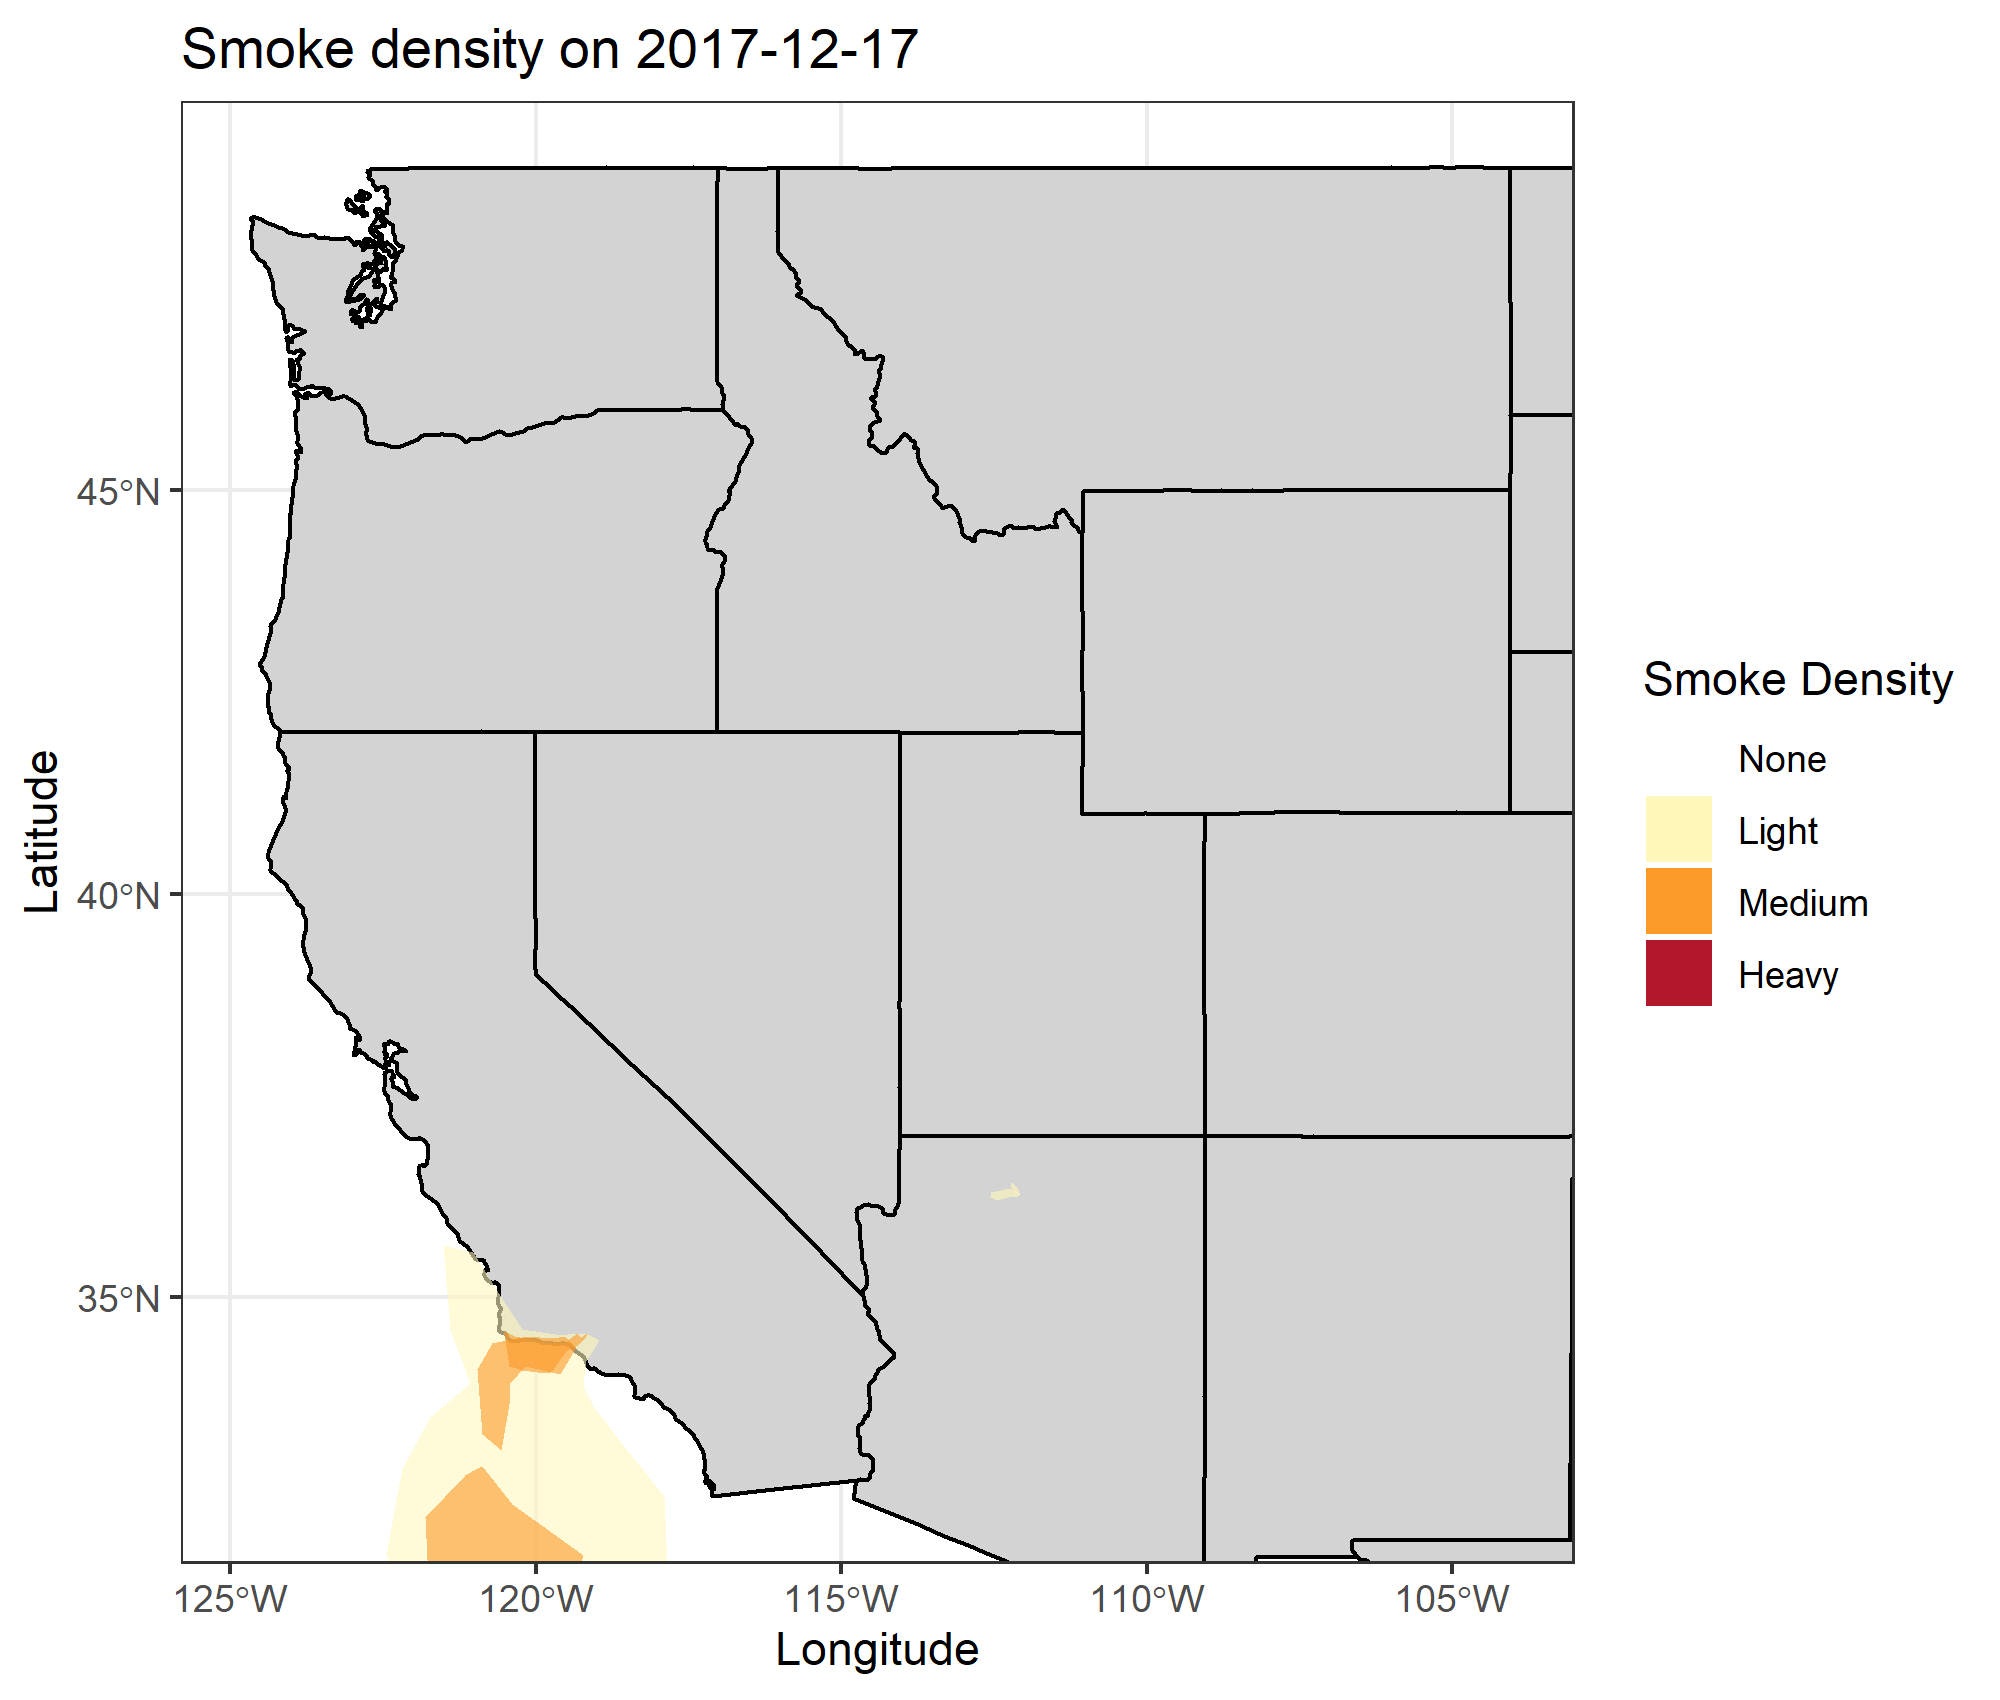 Smoke density on 2017-12-17
45°N
40°N
35°N
Latitude
125°W
120°W
115°W
110°W
105°W
Longitude
Smoke Density
None
Light
Medium
Heavy